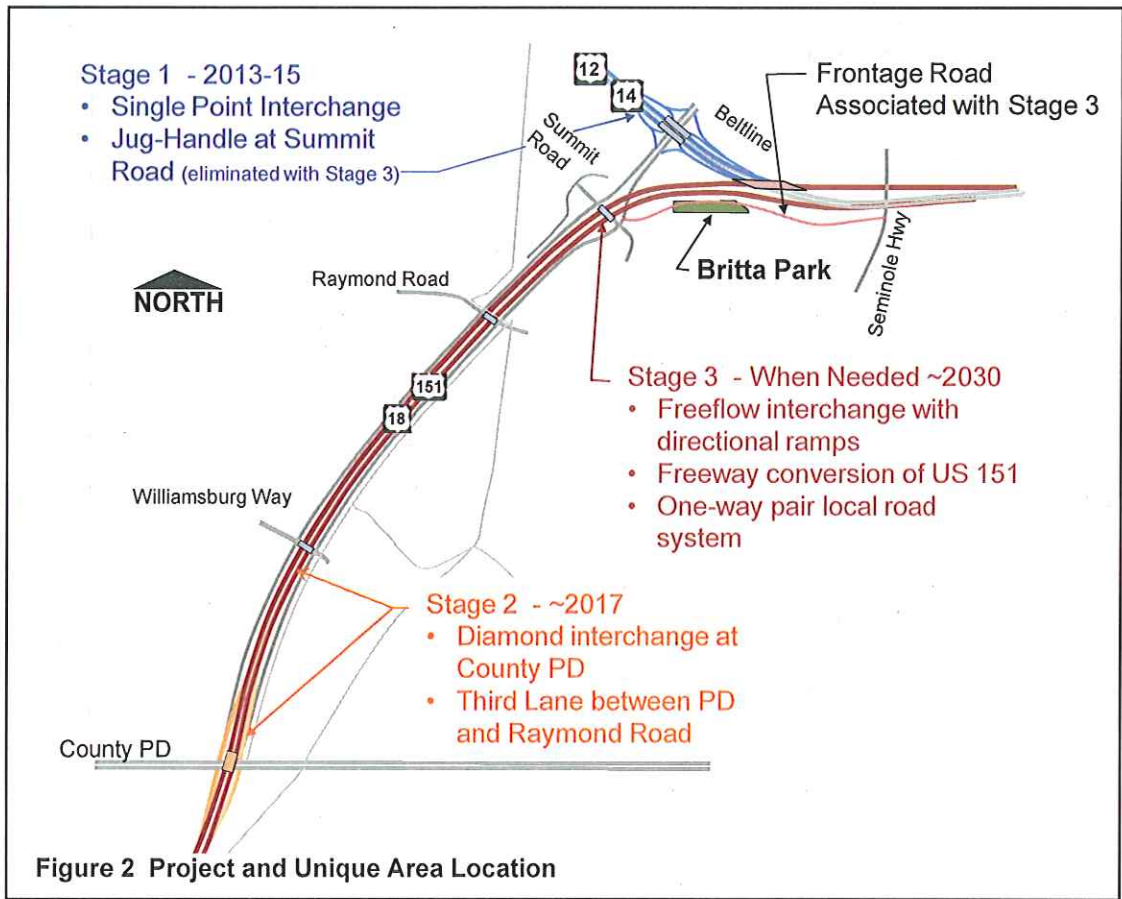 Stage 1 - 2013-15
• Single Point Interchange
• Jug-Handle at Summit
Road (eliminated with Stage 3)
12
14
Summit
Road
Beltline
Frontage Road
Associated with Stage 3
Seminole Hwy
Britta Park
NORTH
Raymond Road
151
18
Stage 3 - When Needed ~2030
• Freeflow interchange with
directional ramps
• Freeway conversion of US 151
• One-way pair local road
system
Williamsburg Way
Stage 2 - ~2017
• Diamond interchange at
County PD
• Third Lane between PD
and Raymond Road
County PD
Figure 2 Project and Unique Area Location